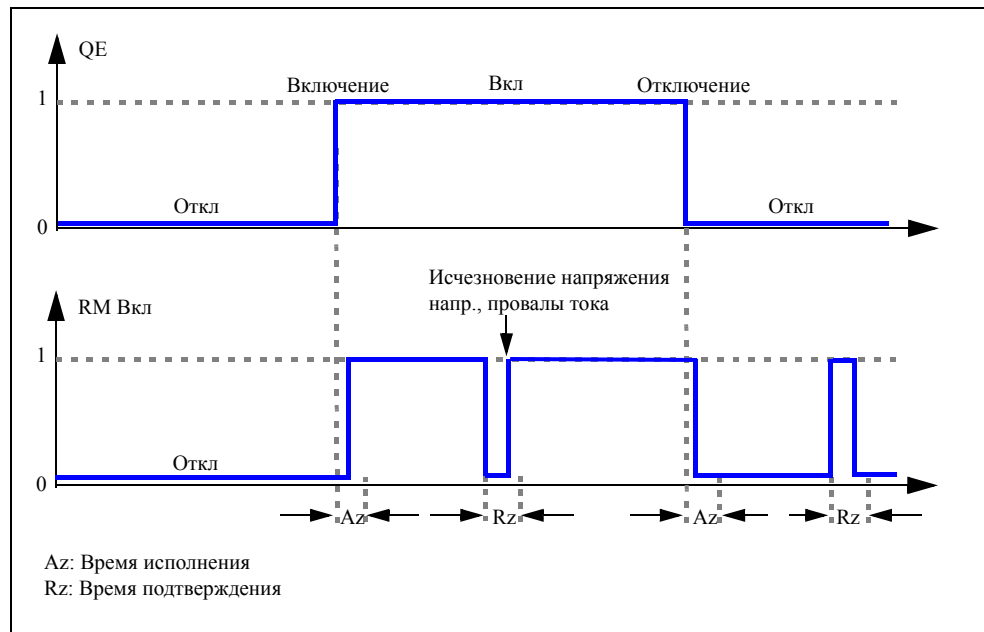 QE
Включение
Вкл
Отключение
1
Откл
Откл
0
Исчезновение напряжения
напр., провалы тока
RM Вкл
1
Откл
0
Az
Rz
Az
Rz
Az: Время исполнения
Rz: Время подтверждения